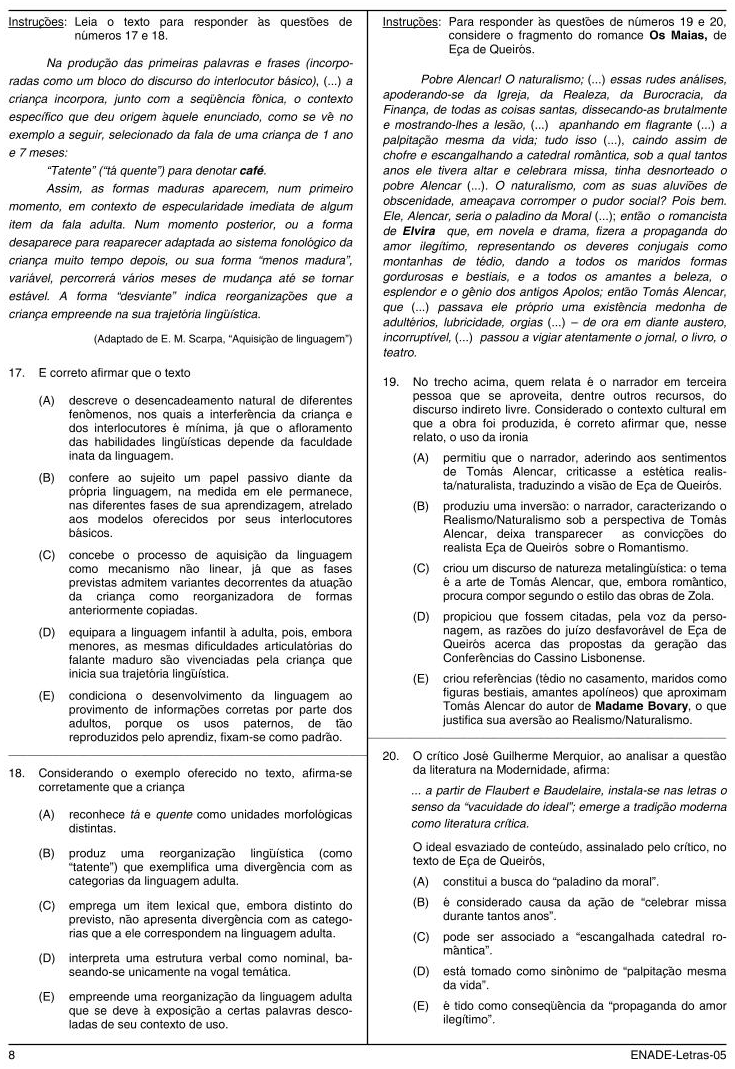 Instruções: Leia o texto para responder às questões de
números 17 e 18.
Na produção das primeiras palavras e frases (incorpo-
radas como um bloco do discurso do interlocutor básico), (...) a
criança incorpora, junto com a seqüência fônica, o contexto
específico que deu origem àquele enunciado, como se vê no
exemplo a seguir, selecionado da fala de uma criança de 1 ano
e 7 meses:
“Tatente” (“tá quente”) para denotar café.
Assim, as formas maduras aparecem, num primeiro
momento, em contexto de especularidade imediata de algum
item da fala adulta. Num momento posterior, ou a forma
desaparece para reaparecer adaptada ao sistema fonológico da
criança muito tempo depois, ou sua forma “menos madura”,
variável, percorrerá vários meses de mudança até se tornar
estável. A forma “desviante” indica reorganizações que a
criança empreende na sua trajetória lingüística.
(Adaptado de E. M. Scarpa, “Aquisição de linguagem”)
17. É correto afirmar que o texto
(A) descreve o desencadeamento natural de diferentes
fenômenos, nos quais a interferência da criança e
dos interlocutores é mínima, já que o afloramento
das habilidades lingüísticas depende da faculdade
inata da linguagem.
(B) confere ao sujeito um papel passivo diante da
própria linguagem, na medida em ele permanece,
nas diferentes fases de sua aprendizagem, atrelado
aos modelos oferecidos por seus interlocutores
básicos.
(C) concebe o processo de aquisição da linguagem
como mecanismo não linear, já que as fases
previstas admitem variantes decorrentes da atuação
da criança como reorganizadora de formas
anteriormente copiadas.
(D) equipara a linguagem infantil à adulta, pois, embora
menores, as mesmas dificuldades articulatórias do
falante maduro são vivenciadas pela criança que
inicia sua trajetória lingüística.
(E) condiciona o desenvolvimento da linguagem ao
provimento de informações corretas por parte dos
adultos, porque os usos paternos, de tão
reproduzidos pelo aprendiz, fixam-se como padrão.
18. Considerando o exemplo oferecido no texto, afirma-se
corretamente que a criança
(A) reconhece tá e quente como unidades morfológicas
distintas.
(B) produz uma reorganização lingüística (como
“tatente”) que exemplifica uma divergência com as
categorias da linguagem adulta.
(C) emprega um item lexical que, embora distinto do
previsto, não apresenta divergência com as catego-
rias que a ele correspondem na linguagem adulta.
(D) interpreta uma estrutura verbal como nominal, ba-
seando-se unicamente na vogal temática.
(E) empreende uma reorganização da linguagem adulta
que se deve à exposição a certas palavras desco-
ladas de seu contexto de uso.
Instruções: Para responder às questões de números 19 e 20,
considere o fragmento do romance Os Maias, de
Eça de Queirós.
Pobre Alencar! O naturalismo; (...) essas rudes análises,
apoderando-se da Igreja, da Realeza, da Burocracia, da
Finança, de todas as coisas santas, dissecando-as brutalmente
e mostrando-lhes a lesão, (...) apanhando em flagrante (...) a
palpitação mesma da vida; tudo isso (...), caindo assim de
chofre e escangalhando a catedral romântica, sob a qual tantos
anos ele tivera altar e celebrara missa, tinha desnorteado o
pobre Alencar (...). O naturalismo, com as suas aluviões de
obscenidade, ameaçava corromper o pudor social? Pois bem.
Ele, Alencar, seria o paladino da Moral (...); então o romancista
de Elvira que, em novela e drama, fizera a propaganda do
amor ilegítimo, representando os deveres conjugais como
montanhas de tédio, dando a todos os maridos formas
gordurosas e bestiais, e a todos os amantes a beleza, o
esplendor e o gênio dos antigos Apolos; então Tomás Alencar,
que (...) passava ele próprio uma existência medonha de
adultérios, lubricidade, orgias (...) – de ora em diante austero,
incorruptível, (...) passou a vigiar atentamente o jornal, o livro, o
teatro.
19. No trecho acima, quem relata é o narrador em terceira
pessoa que se aproveita, dentre outros recursos, do
discurso indireto livre. Considerado o contexto cultural em
que a obra foi produzida, é correto afirmar que, nesse
relato, o uso da ironia
(A) permitiu que o narrador, aderindo aos sentimentos
de Tomás Alencar, criticasse a estética realis-
ta/naturalista, traduzindo a visão de Eça de Queirós.
(B) produziu uma inversão: o narrador, caracterizando o
Realismo/Naturalismo sob a perspectiva de Tomás
Alencar, deixa transparecer as convicções do
realista Eça de Queirós sobre o Romantismo.
(C) criou um discurso de natureza metalingüística: o tema
é a arte de Tomás Alencar, que, embora romântico,
procura compor segundo o estilo das obras de Zola.
(D) propiciou que fossem citadas, pela voz da perso-
nagem, as razões do juízo desfavorável de Eça de
Queirós acerca das propostas da geração das
Conferências do Cassino Lisbonense.
(E) criou referências (tédio no casamento, maridos como
figuras bestiais, amantes apolíneos) que aproximam
Tomás Alencar do autor de Madame Bovary, o que
justifica sua aversão ao Realismo/Naturalismo.
20. O crítico José Guilherme Merquior, ao analisar a questão
da literatura na Modernidade, afirma:
... a partir de Flaubert e Baudelaire, instala-se nas letras o
senso da “vacuidade do ideal”; emerge a tradição moderna
como literatura crítica.
O ideal esvaziado de conteúdo, assinalado pelo crítico, no
texto de Eça de Queirós,
(A) constitui a busca do “paladino da moral”.
(B) é considerado causa da ação de “celebrar missa
durante tantos anos”.
(C) pode ser associado a “escangalhada catedral ro-
mântica”.
(D) está tomado como sinônimo de “palpitação mesma
da vida”.
(E) é tido como conseqüência da “propaganda do amor
ilegítimo”.
8
ENADE-Letras-05